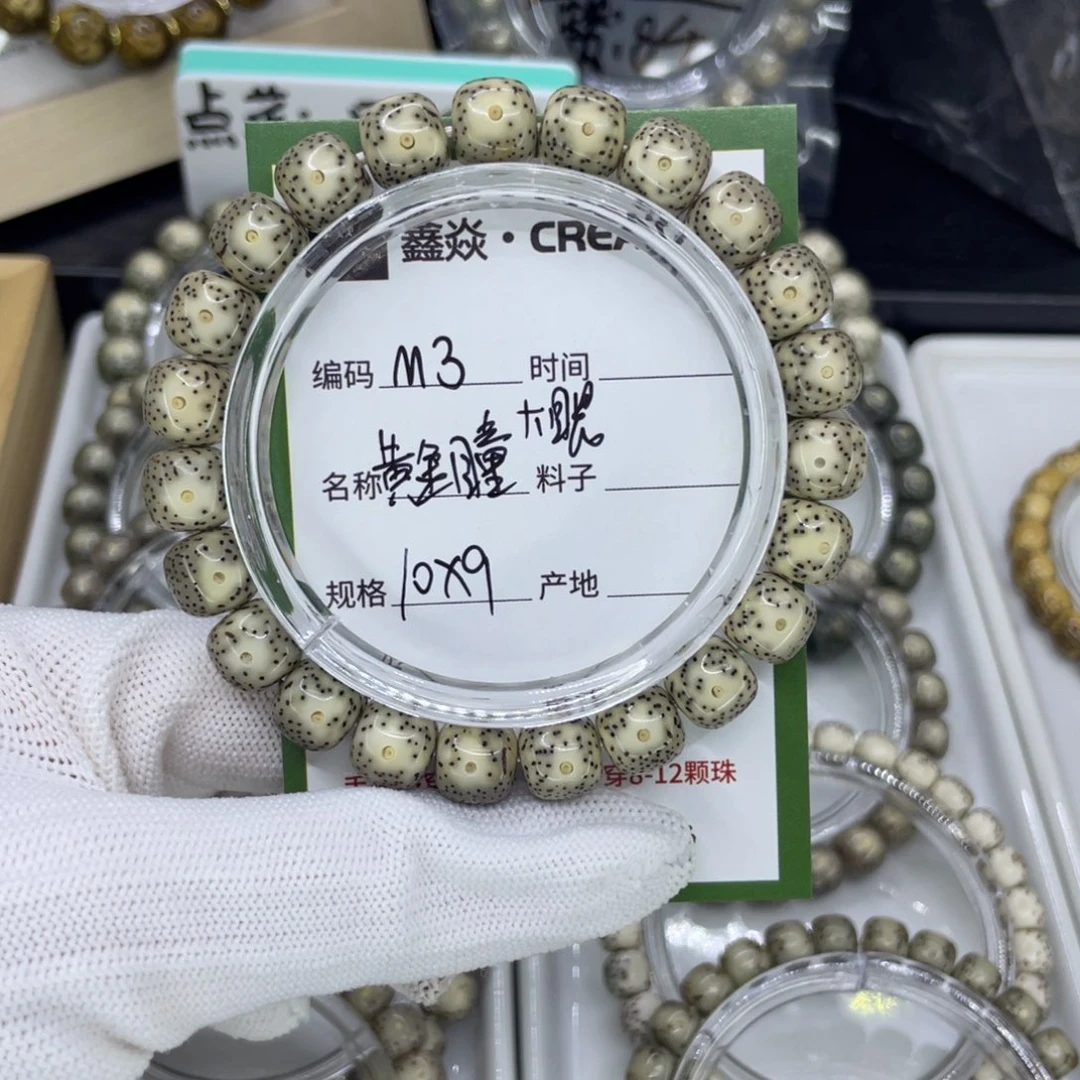 点芯:
鑫焱·CREA
编码 M3 时间
大眼
名称 黄金瞳 料子
规格 10X9 产地
穿8-12颗珠